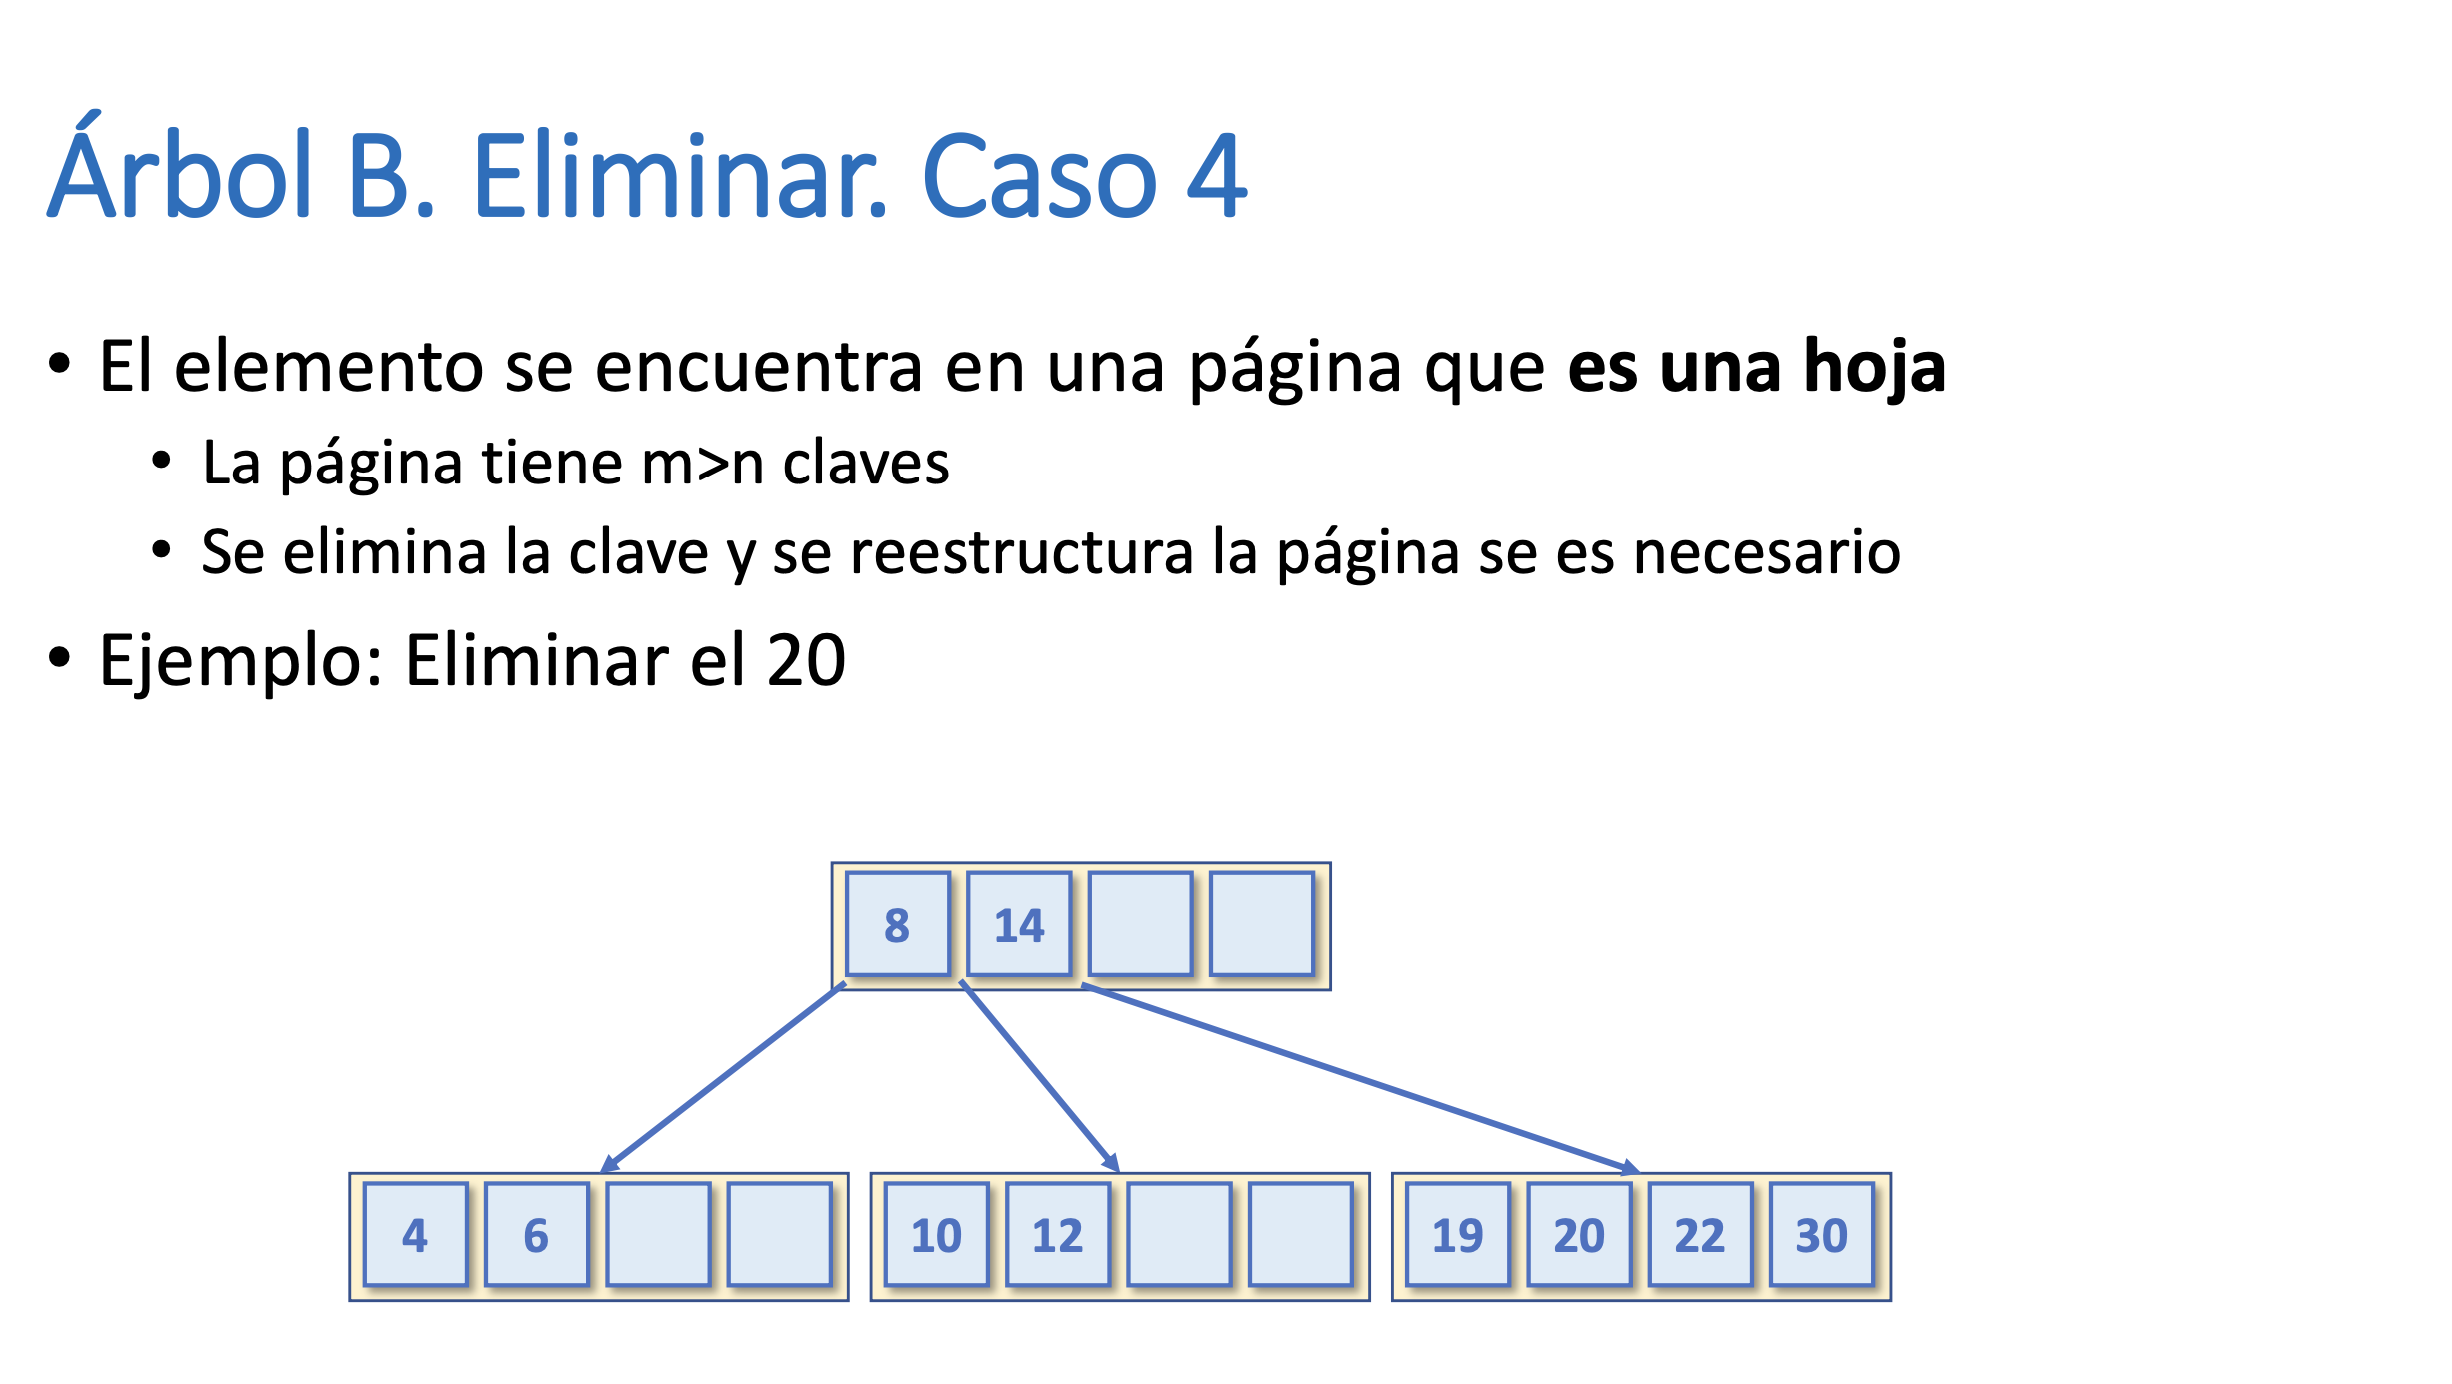 Árbol B. Eliminar. Caso 4
• El elemento se encuentra en una página que es una hoja
• La página tiene m>n claves
• Se elimina la clave y se reestructura la página se es necesario
• Ejemplo: Eliminar el 20
8 14
4 6 10 12 19 20 22 30